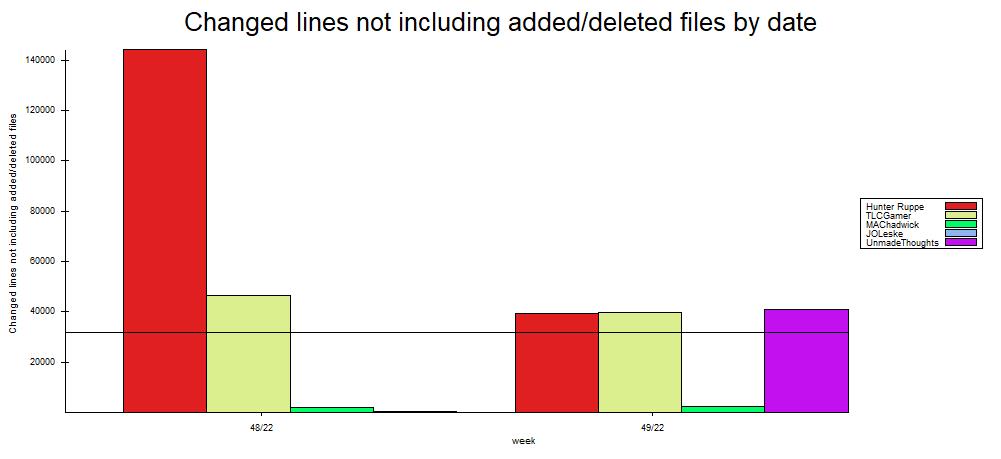 Changed lines not including added/deleted files by date
Changed lines not including added/deleted files
140000
120000
100000
80000
60000
40000
20000
48/22
49/22
week
Hunter Ruppe
TLCGamer
MAChadwick
JOLeske
UnmadeThoughts